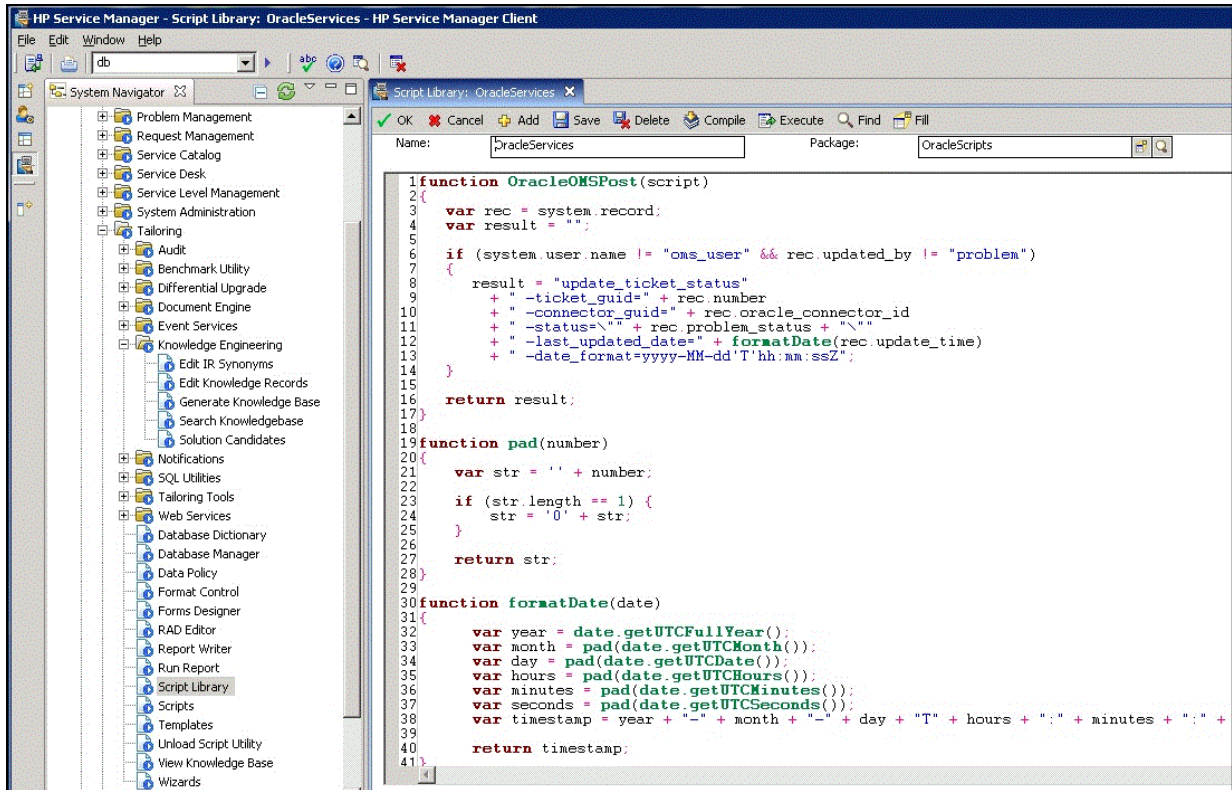 HP Service Manager - Script Library: OracleServices - HP Service Manager Client
File Edit Window Help
db
abc
System Navigator
Problem Management
Request Management
Service Catalog
Service Desk
Service Level Management
System Administration
Tailoring
Audit
Benchmark Utility
Differential Upgrade
Document Engine
Event Services
Knowledge Engineering
Edit IR Synonyms
Edit Knowledge Records
Generate Knowledge Base
Search Knowledgebase
Solution Candidates
Notifications
SQL Utilities
Tailoring Tools
Web Services
Database Dictionary
Database Manager
Data Policy
Format Control
Forms Designer
RAD Editor
Report Writer
Run Report
Script Library
Scripts
Templates
Unload Script Utility
View Knowledge Base
Wizards
Script Library: OracleServices
OK Cancel Add Save Delete Compile Execute Find Fill
Name: OracleServices Package: OracleScripts
1 function OracleOMSPost(script)
2 {
3 var rec = system.record;
4 var result = "";
5
6 if (system.user.name != "oms_user" && rec.updated_by != "problem")
7 {
8 result = "update_ticket_status"
9 + " -ticket_guid=" + rec.number
10 + " -connector_guid=" + rec.oracle_connector_id
11 + " -status=\"" + rec.problem_status + "\""
12 + " -last_updated_date=" + formatDate(rec.update_time)
13 + " -date_format=yyyy-MM-dd'T'hh:mm:ssZ";
14 }
15
16 return result;
17 }
18
19 function pad(number)
20 {
21 var str = '' + number;
22
23 if (str.length == 1) {
24 str = '0' + str;
25 }
26
27 return str;
28 }
29
30 function formatDate(date)
31 {
32 var year = date.getUTCFullYear();
33 var month = pad(date.getUTCMonth());
34 var day = pad(date.getUTCDate());
35 var hours = pad(date.getUTCHours());
36 var minutes = pad(date.getUTCMinutes());
37 var seconds = pad(date.getUTCSeconds());
38 var timestamp = year + "-" + month + "-" + day + "T" + hours + ":" + minutes + ":" +
39
40 return timestamp;
41 }